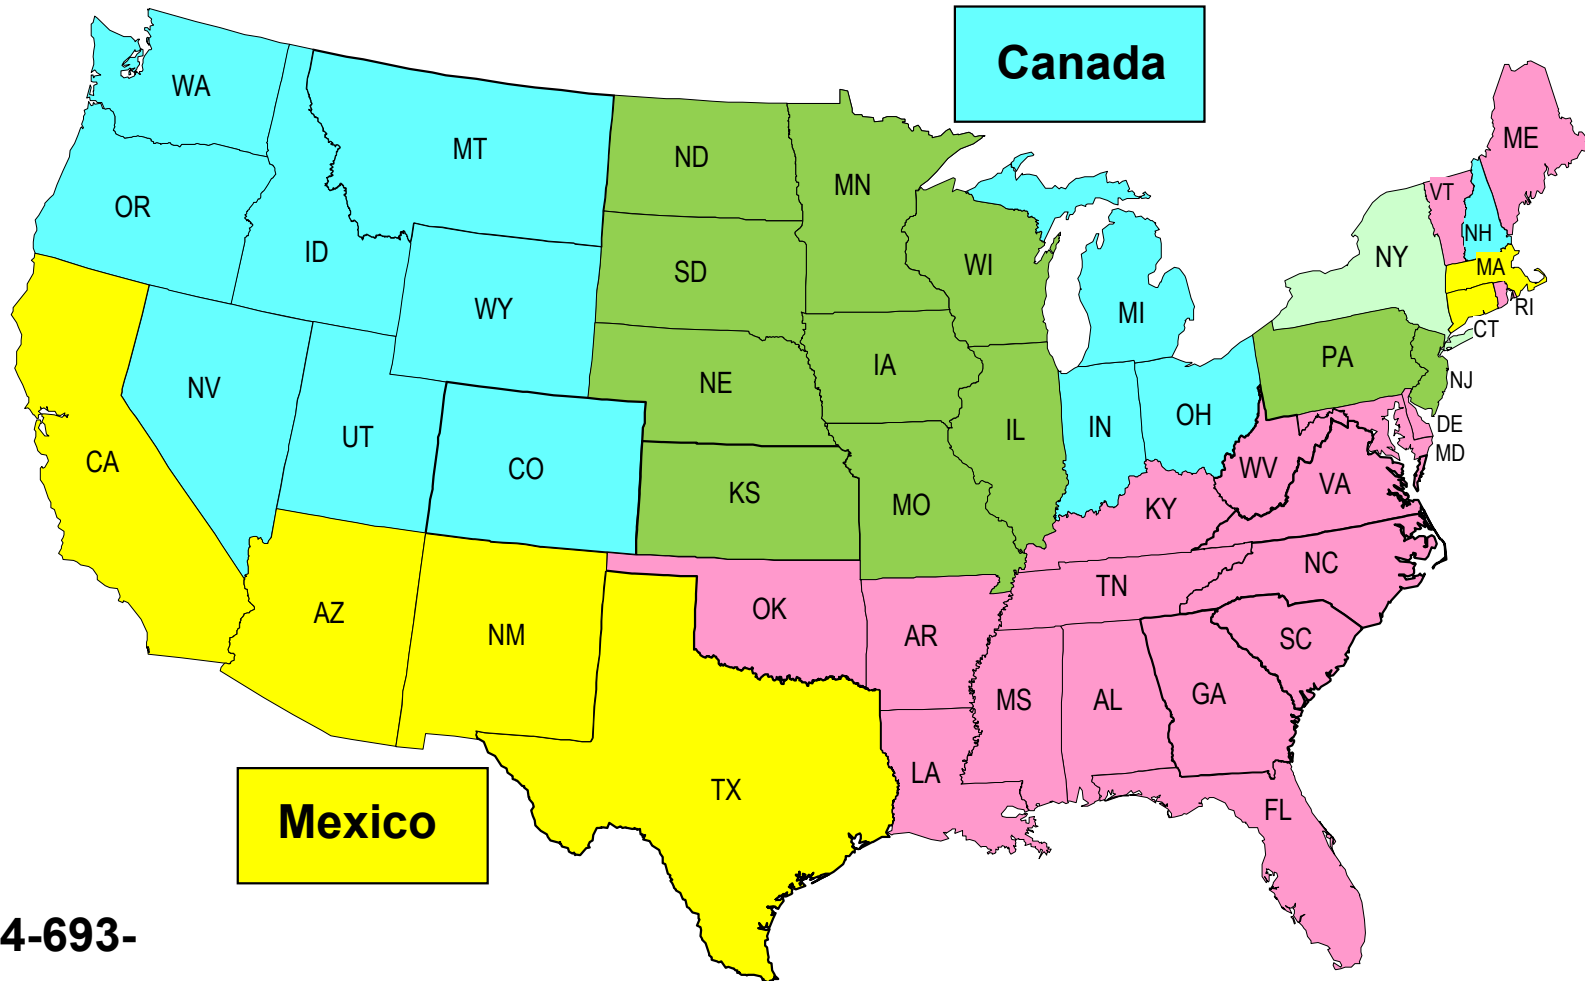 Canada
WA
MT
ND
MN
ME
OR
ID
VT
NH
NY
WI
SD
MA
WY
MI
RI
CT
PA
IA
NE
NV
NJ
OH
IN
IL
UT
DE
MD
CA
CO
WV
VA
KS
MO
KY
NC
TN
AZ
OK
NM
AR
SC
MS
AL
GA
LA
TX
FL
Mexico
4-693-